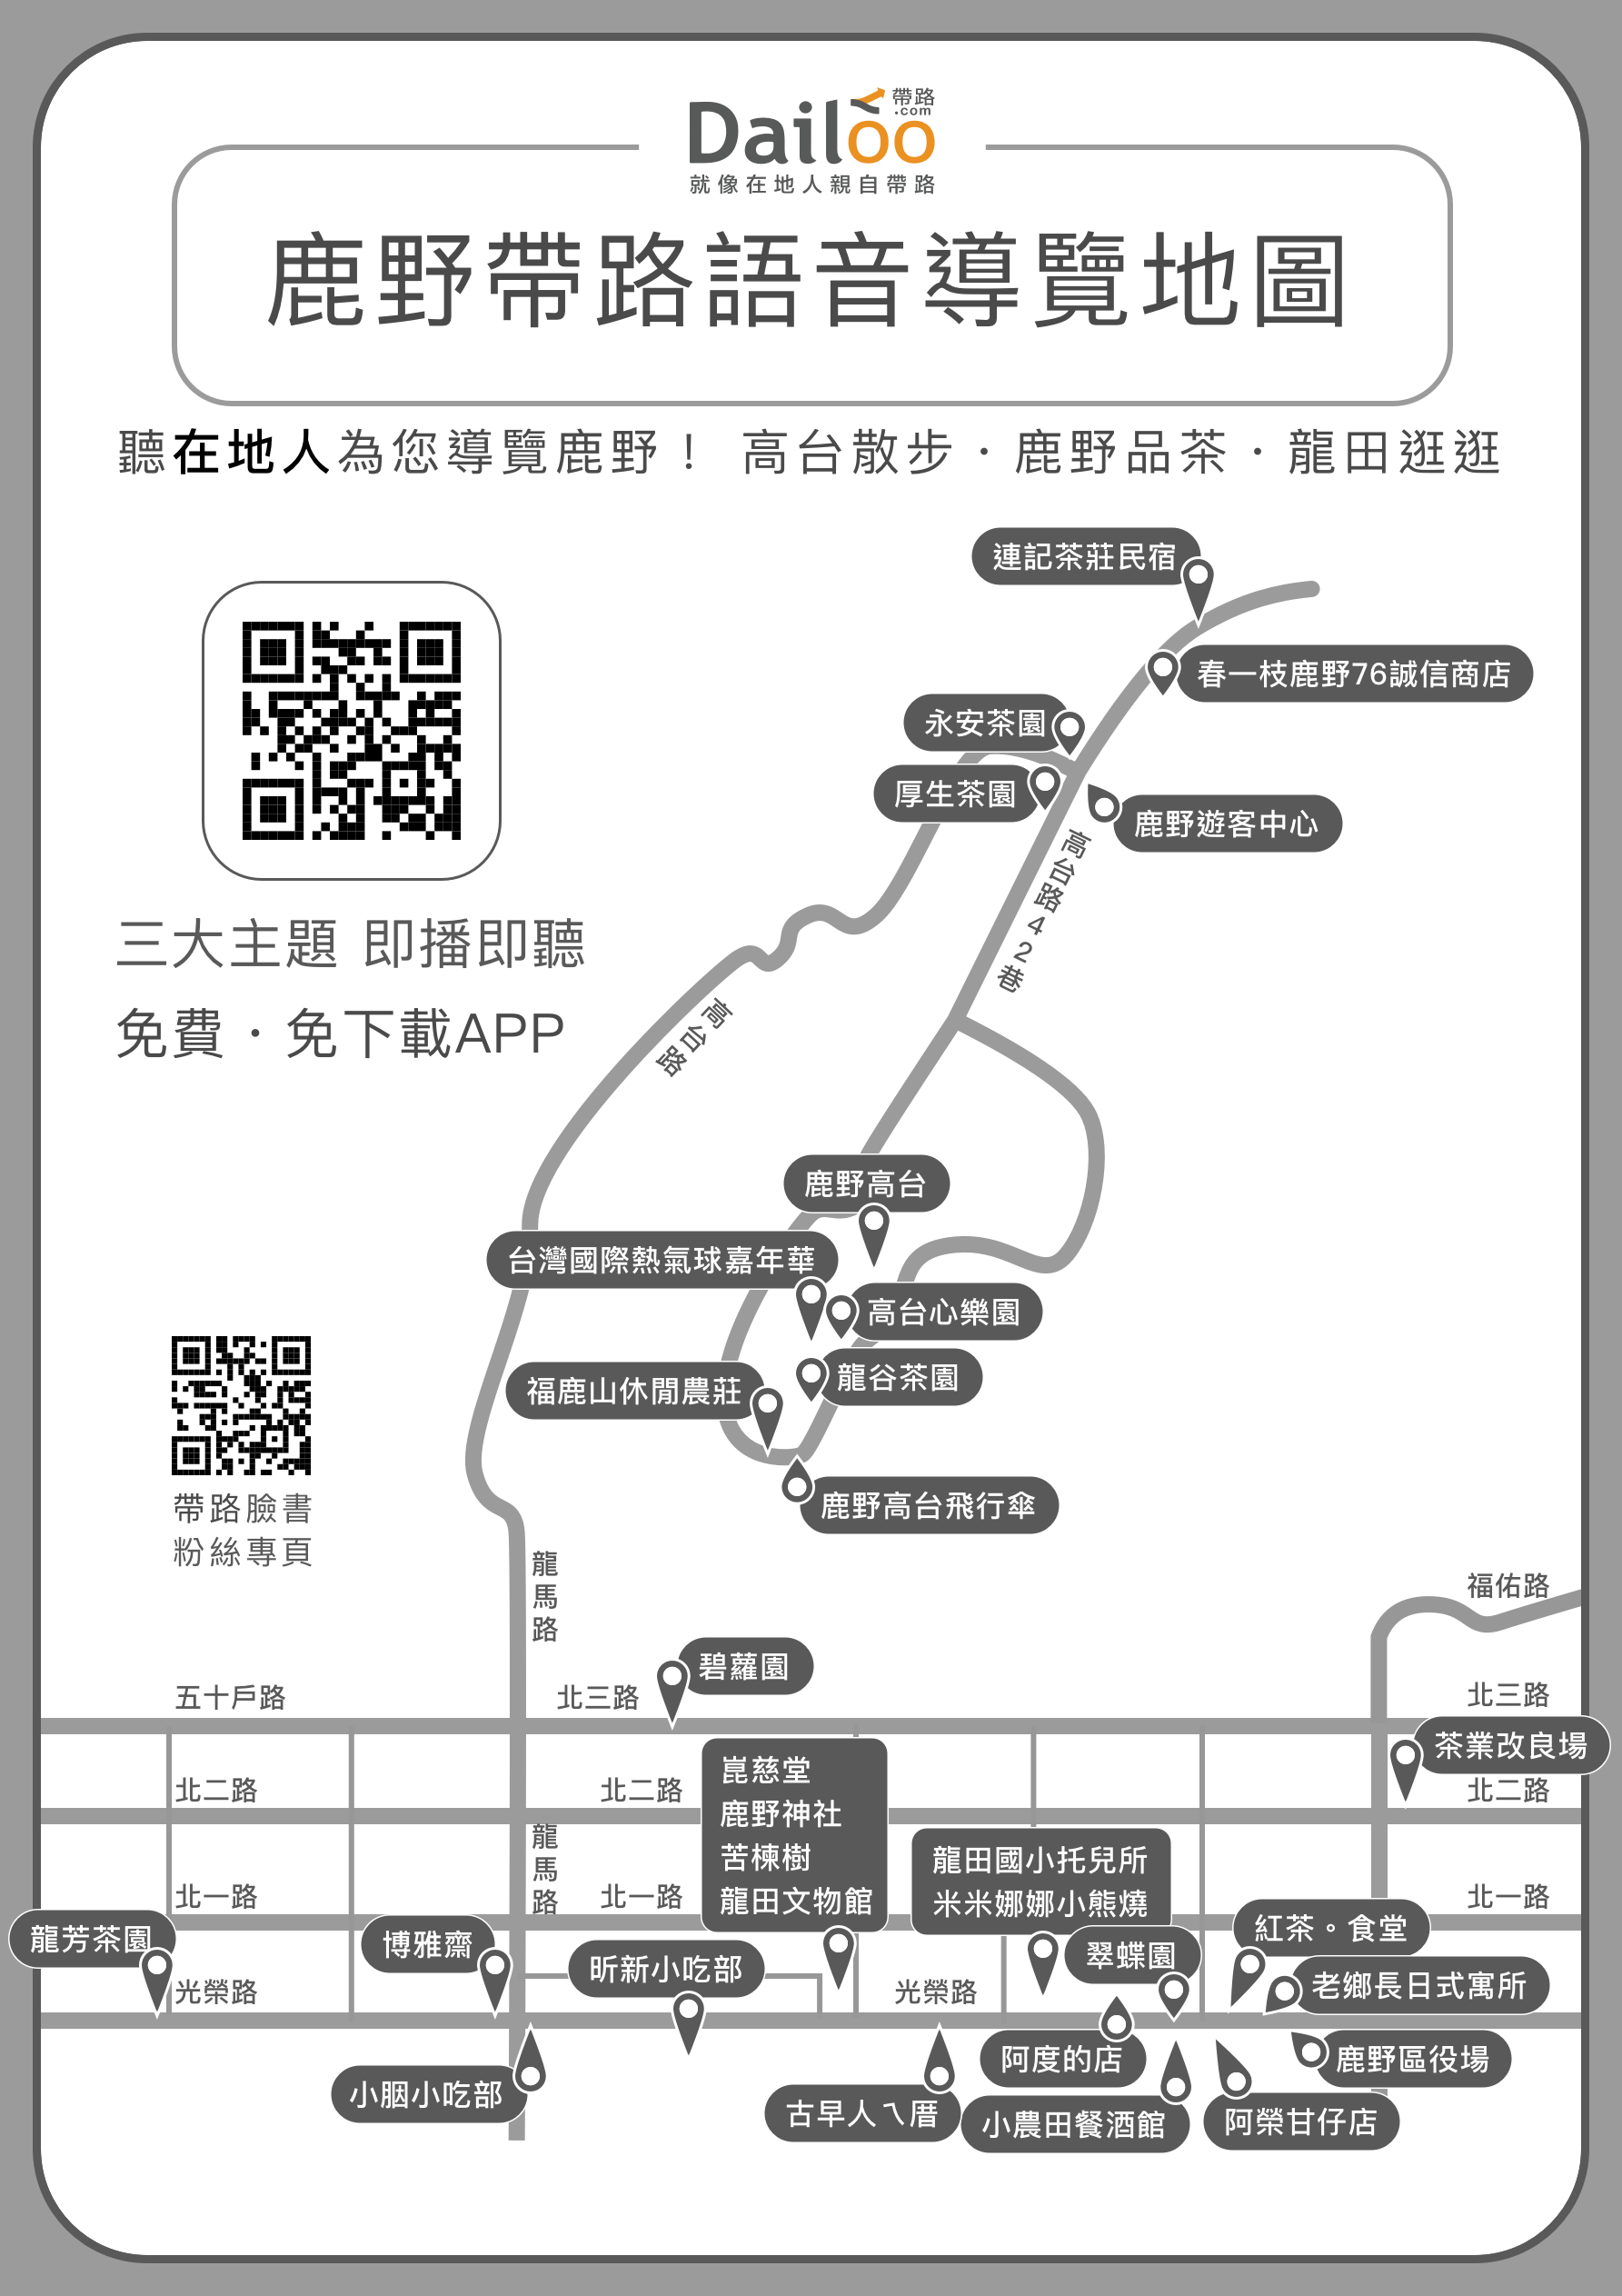 Dailoo
帶路
.com
就像在地人親自帶路
鹿野帶路語音導覽地圖
聽在地人為您導覽鹿野！ 高台散步．鹿野品茶．龍田逛逛
三大主題 即播即聽
免費．免下載APP
連記茶莊民宿
春一枝鹿野76誠信商店
永安茶園
厚生茶園
鹿野遊客中心
高台路42巷
高台路
鹿野高台
台灣國際熱氣球嘉年華
高台心樂園
龍谷茶園
福鹿山休閒農莊
鹿野高台飛行傘
帶路臉書
粉絲專頁
龍馬路
福佑路
碧蘿園
五十戶路
北三路
北三路
茶業改良場
崑慈堂
鹿野神社
苦楝樹
龍田文物館
北二路
北二路
北二路
龍馬路
龍田國小托兒所
米米娜娜小熊燒
北一路
北一路
北一路
龍芳茶園
博雅齋
昕新小吃部
翠蝶園
紅茶。食堂
老鄉長日式寓所
光榮路
光榮路
阿度的店
鹿野區役場
小胭小吃部
古早人ㄟ厝
小農田餐酒館
阿榮甘仔店